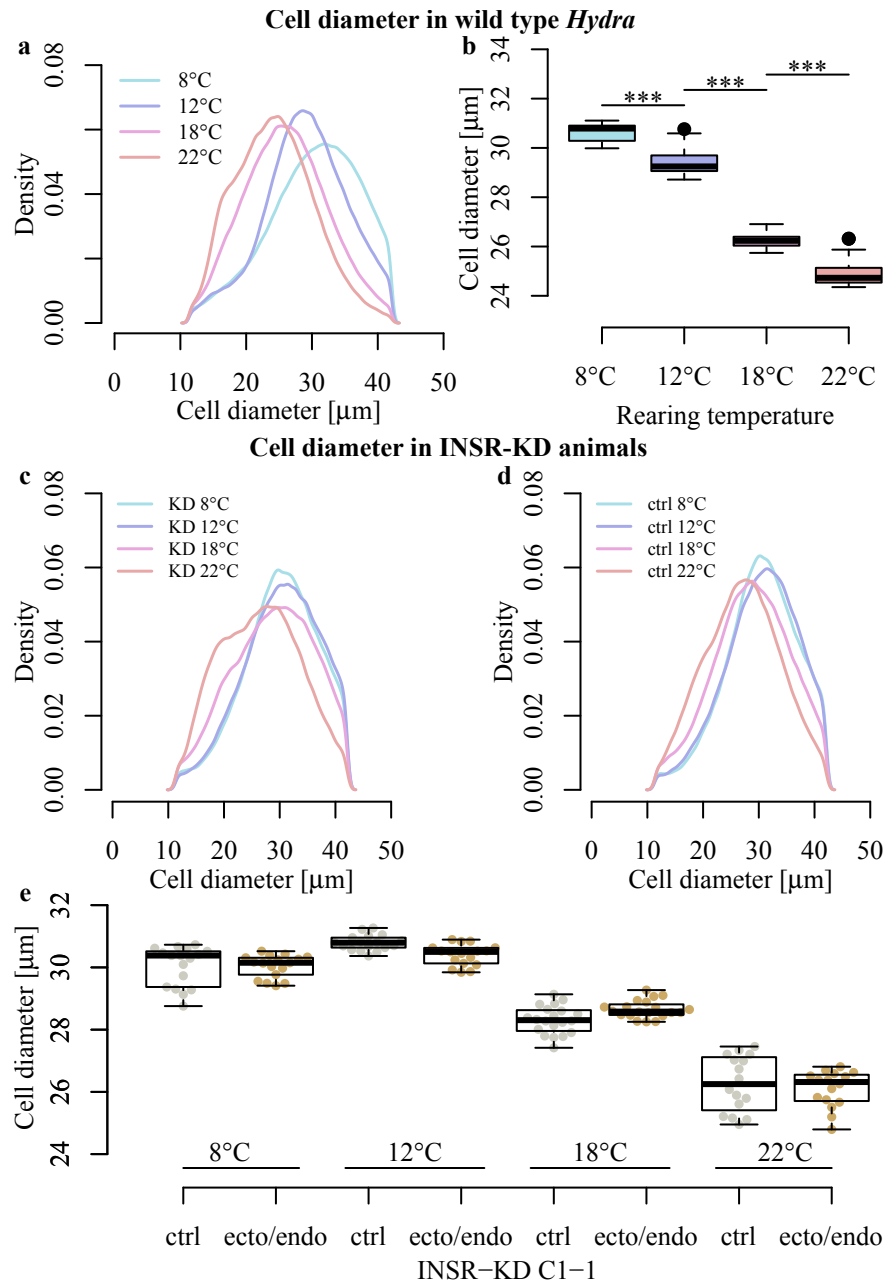 Cell diameter in wild type Hydra
a
0.08
0.04
0.00
Density
8°C
12°C
18°C
22°C
0 10 20 30 40 50
Cell diameter [μm]
b
34
32
30
28
26
24
Cell diameter [μm]
*** *** ***
8°C 12°C 18°C 22°C
Rearing temperature
Cell diameter in INSR-KD animals
c
0.08
0.06
0.04
0.02
0.00
Density
KD 8°C
KD 12°C
KD 18°C
KD 22°C
0 10 20 30 40 50
Cell diameter [μm]
d
0.08
0.06
0.04
0.02
0.00
Density
ctrl 8°C
ctrl 12°C
ctrl 18°C
ctrl 22°C
0 10 20 30 40 50
Cell diameter [μm]
e
32
30
28
26
24
Cell diameter [μm]
8°C 12°C 18°C 22°C
ctrl ecto/endo ctrl ecto/endo ctrl ecto/endo ctrl ecto/endo
INSR−KD C1−1